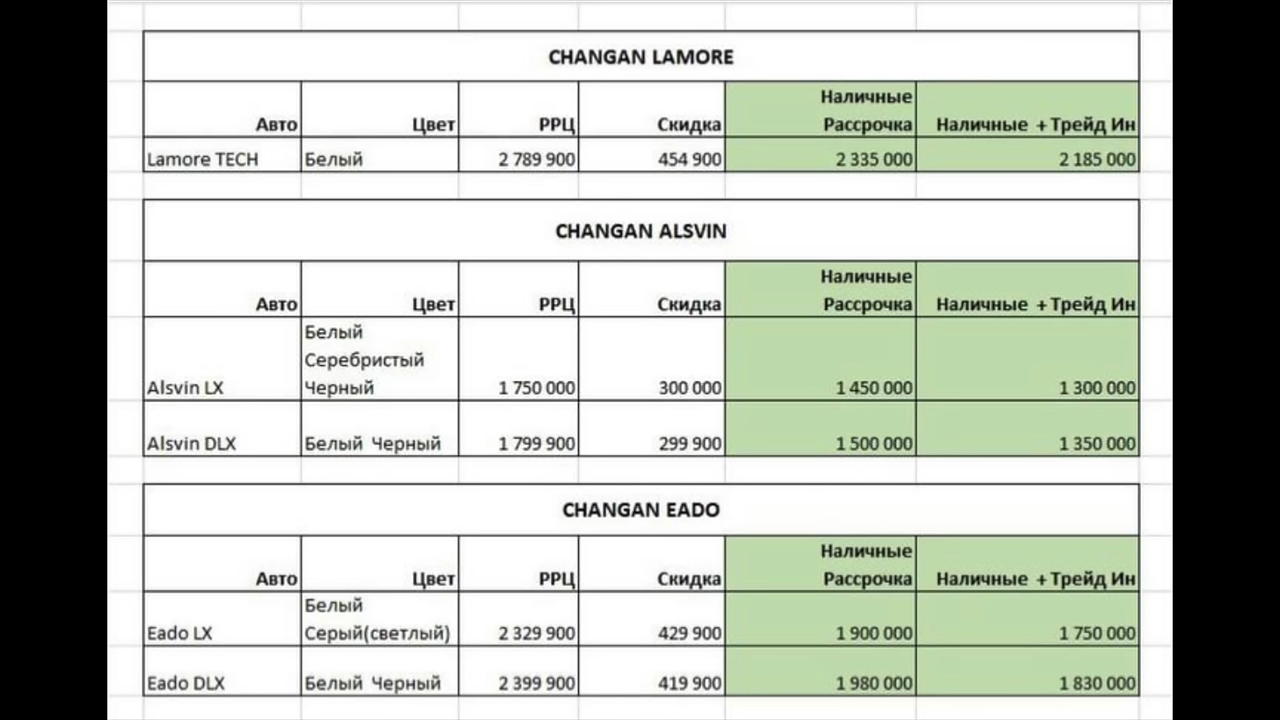 CHANGAN LAMORE
Авто Цвет РРЦ Скидка Наличные Рассрочка Наличные + Трейд Ин
Lamore TECH Белый 2 789 900 454 900 2 335 000 2 185 000
CHANGAN ALSVIN
Авто Цвет РРЦ Скидка Наличные Рассрочка Наличные + Трейд Ин
Alsvin LX Белый Серебристый Черный 1 750 000 300 000 1 450 000 1 300 000
Alsvin DLX Белый Черный 1 799 900 299 900 1 500 000 1 350 000
CHANGAN EADO
Авто Цвет РРЦ Скидка Наличные Рассрочка Наличные + Трейд Ин
Eado LX Белый Серый(светлый) 2 329 900 429 900 1 900 000 1 750 000
Eado DLX Белый Черный 2 399 900 419 900 1 980 000 1 830 000